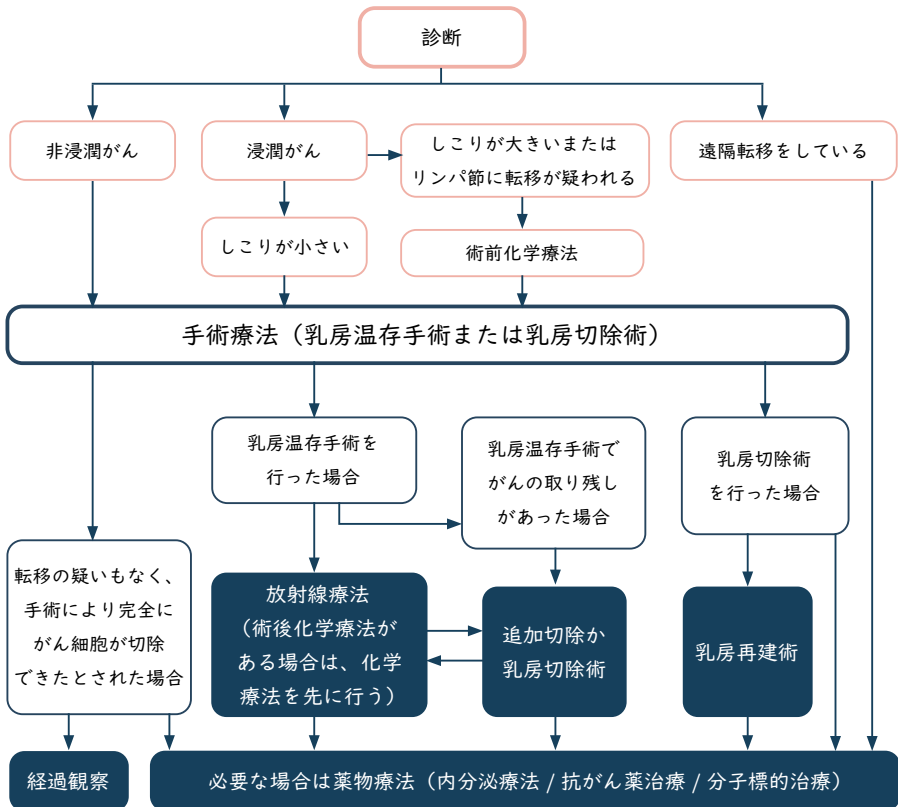 診断
非浸潤がん
浸潤がん
しこりが大きいまたは
リンパ節に転移が疑われる
遠隔転移をしている
しこりが小さい
術前化学療法
手術療法（乳房温存手術または乳房切除術）
乳房温存手術を
行った場合
乳房温存手術で
がんの取り残し
があった場合
乳房切除術
を行った場合
転移の疑いもなく、
手術により完全に
がん細胞が切除
できたとされた場合
放射線療法
（術後化学療法が
ある場合は、化学
療法を先に行う）
追加切除か
乳房切除術
乳房再建術
経過観察
必要な場合は薬物療法（内分泌療法 / 抗がん薬治療 / 分子標的治療）